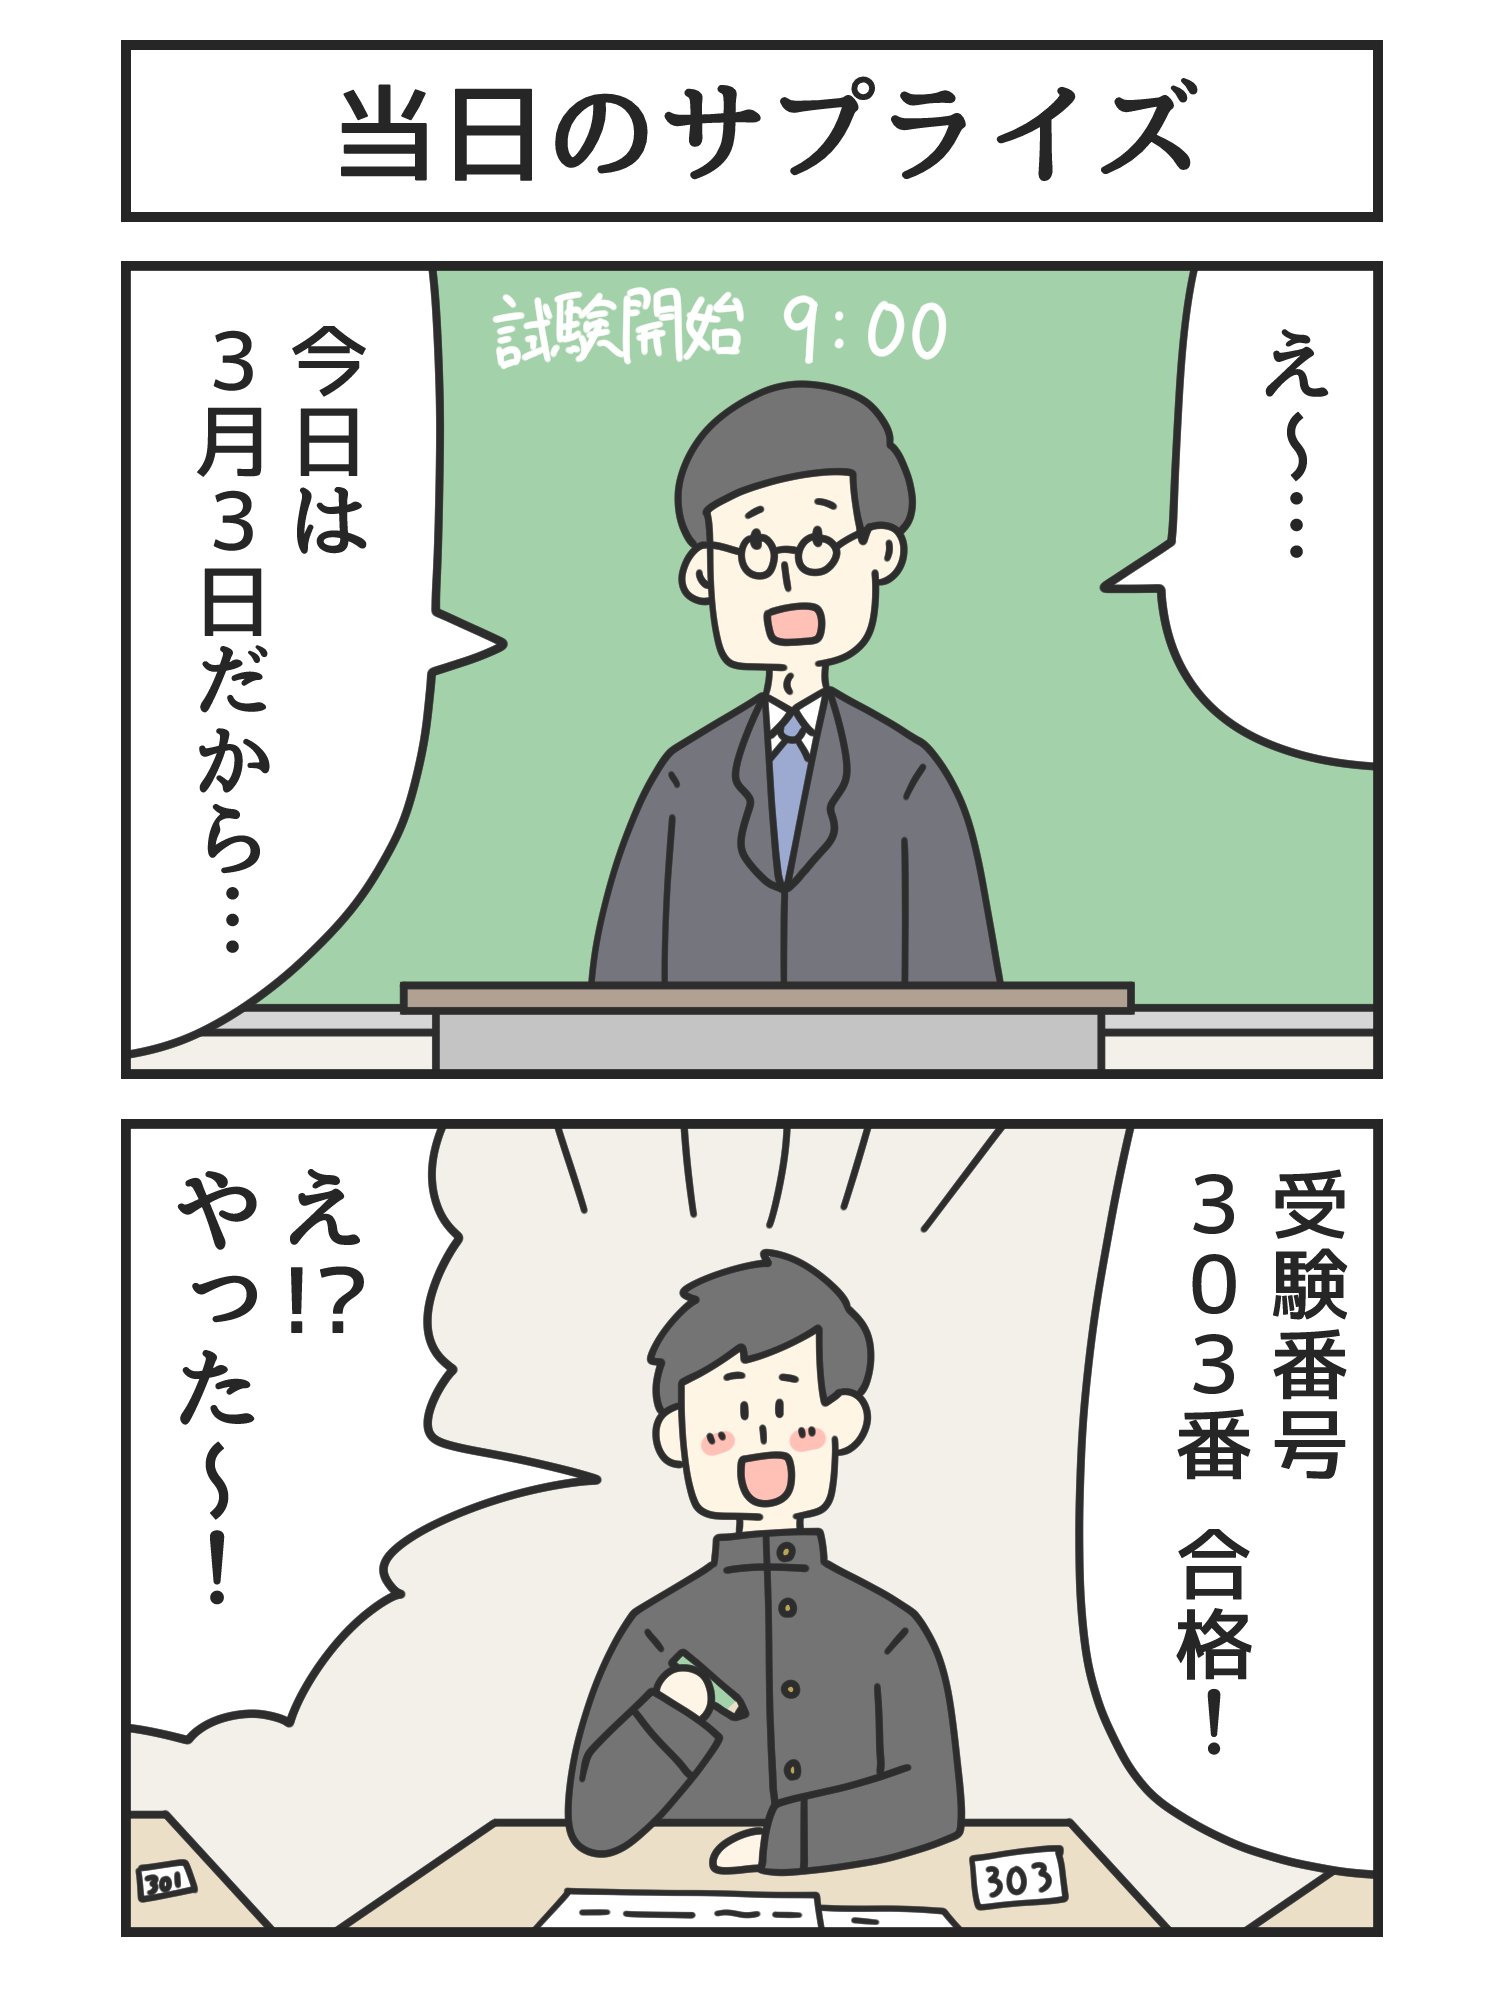 当日のサプライズ
試験開始 9:00
え〜……
今日は
３月３日だから……
受験番号
３０３番 合格！
え!?
やった〜！
301
303